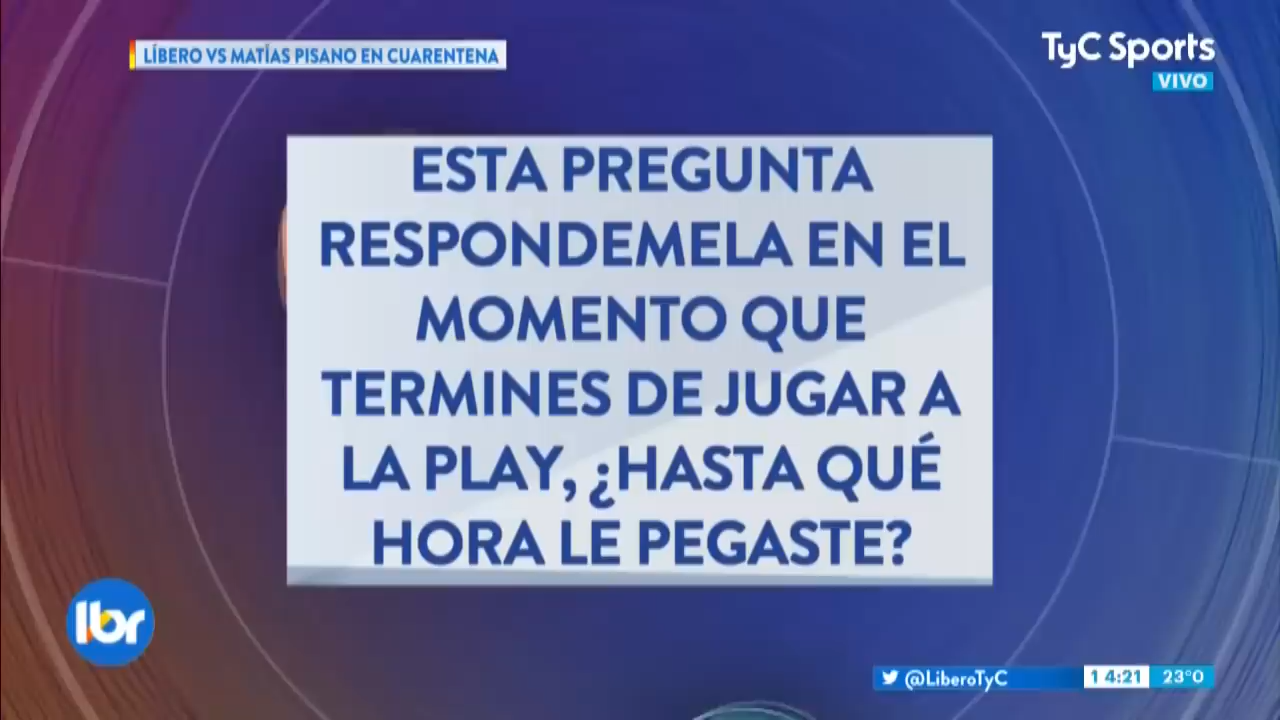 LÍBERO VS MATÍAS PISANO EN CUARENTENA
TyC Sports
VIVO
ESTA PREGUNTA
RESPONDEMELA EN EL
MOMENTO QUE
TERMINES DE JUGAR A
LA PLAY, ¿HASTA QUÉ
HORA LE PEGASTE?
lbr
@LiberoTyC
14:21
23°